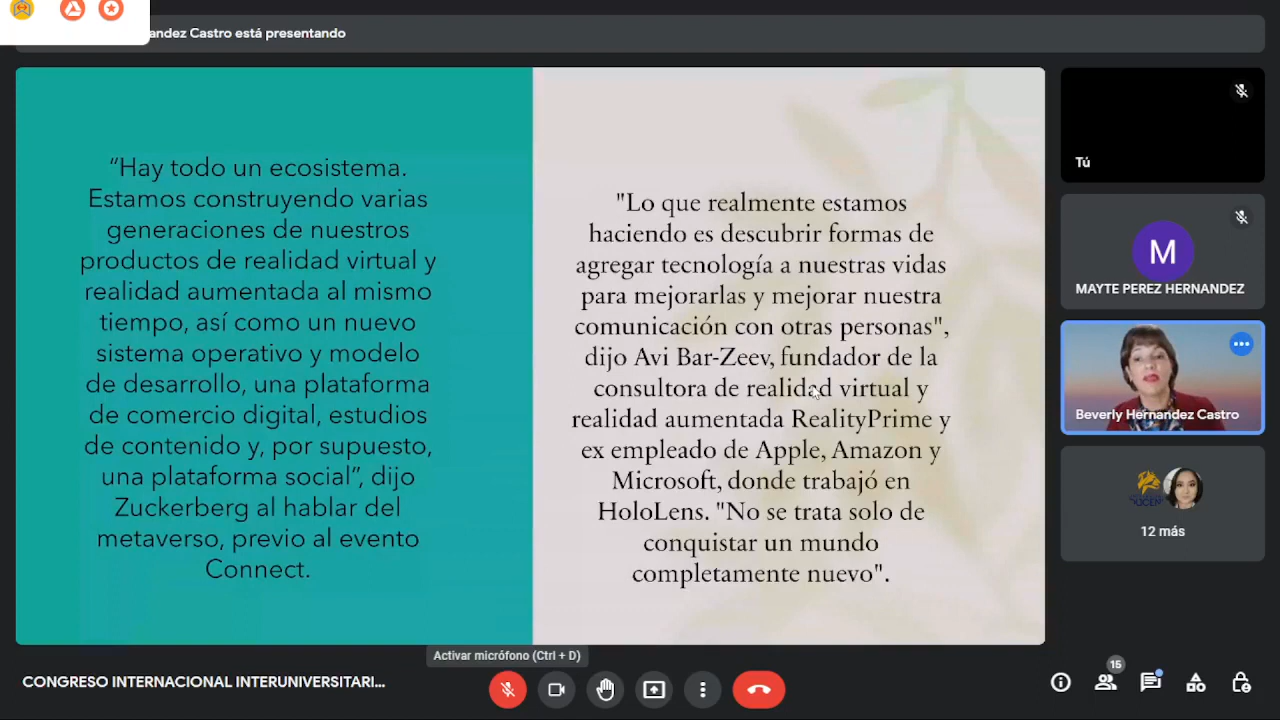 andez Castro está presentando
“Hay todo un ecosistema.
Estamos construyendo varias
generaciones de nuestros
productos de realidad virtual y
realidad aumentada al mismo
tiempo, así como un nuevo
sistema operativo y modelo
de desarrollo, una plataforma
de comercio digital, estudios
de contenido y, por supuesto,
una plataforma social”, dijo
Zuckerberg al hablar del
metaverso, previo al evento
Connect.
"Lo que realmente estamos
haciendo es descubrir formas de
agregar tecnología a nuestras vidas
para mejorarlas y mejorar nuestra
comunicación con otras personas",
dijo Avi Bar-Zeev, fundador de la
consultora de realidad virtual y
realidad aumentada RealityPrime y
ex empleado de Apple, Amazon y
Microsoft, donde trabajó en
HoloLens. "No se trata solo de
conquistar un mundo
completamente nuevo".
Tú
M
MAYTE PEREZ HERNANDEZ
Beverly Hernandez Castro
12 más
Activar micrófono (Ctrl + D)
CONGRESO INTERNACIONAL INTERUNIVERSITARI...
15